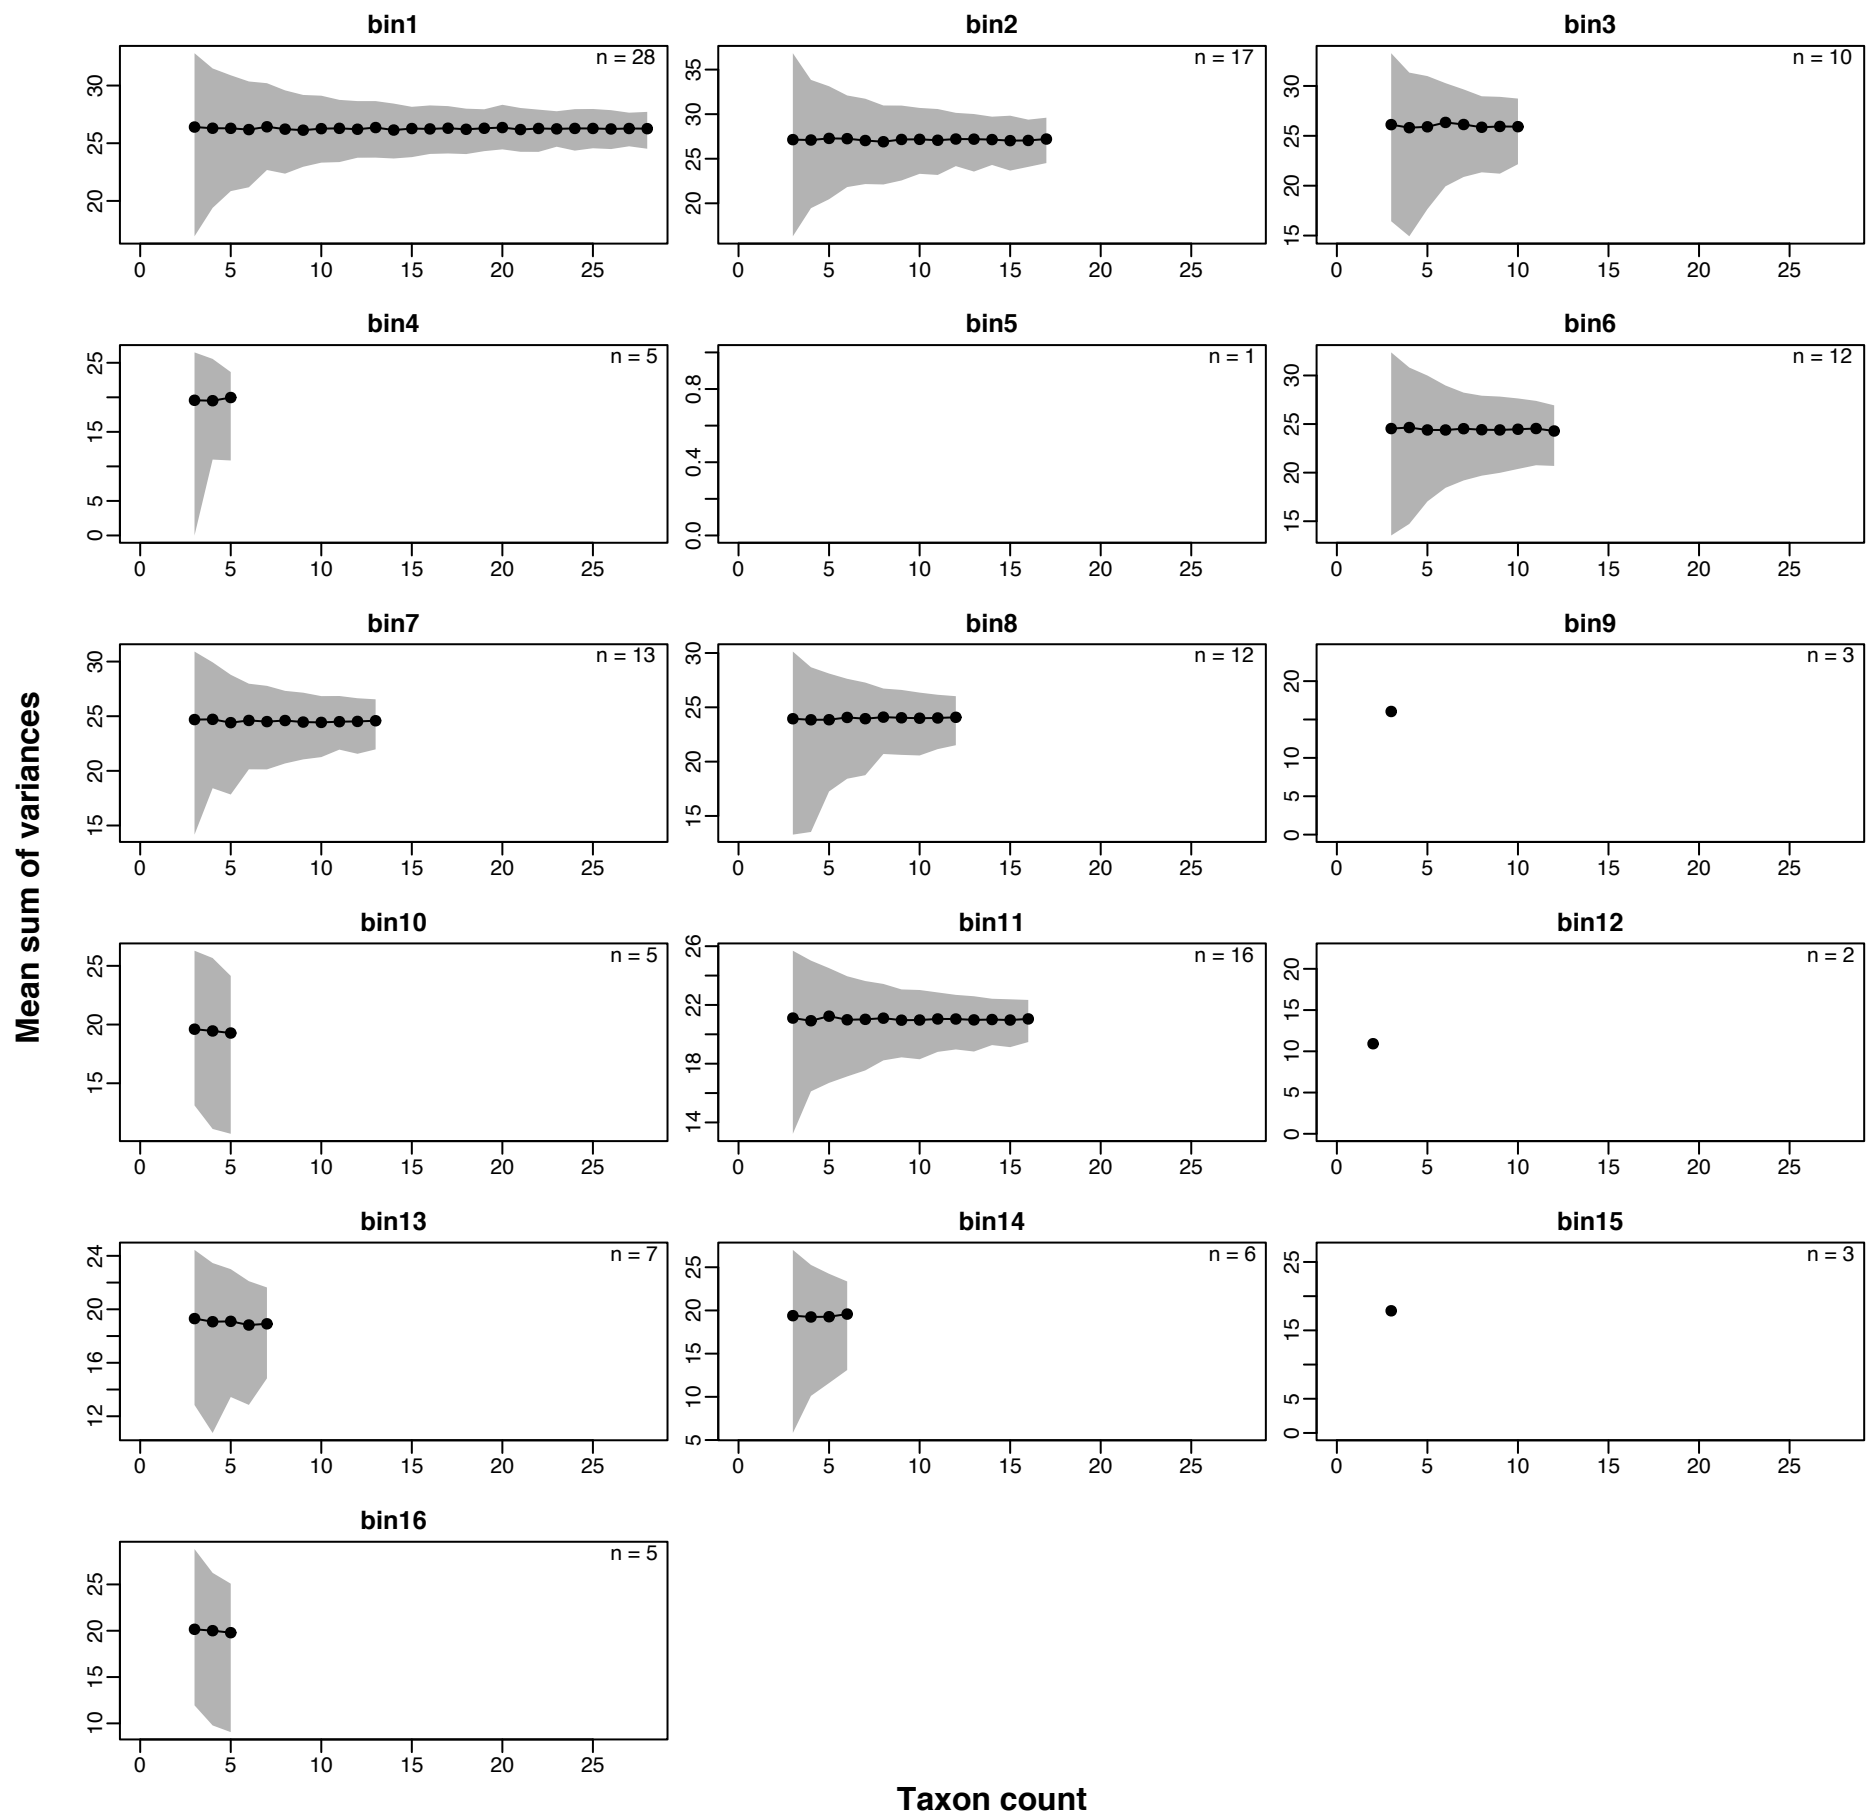 bin1
n = 28
20 25 30
0 5 10 15 20 25
bin2
n = 17
20 25 30 35
0 5 10 15 20 25
bin3
n = 10
15 20 25 30
0 5 10 15 20 25
bin4
n = 5
0 5 15 25
0 5 10 15 20 25
bin5
n = 1
0.0 0.4 0.8
0 5 10 15 20 25
bin6
n = 12
15 20 25 30
0 5 10 15 20 25
bin7
n = 13
15 20 25 30
0 5 10 15 20 25
bin8
n = 12
15 20 25 30
0 5 10 15 20 25
bin9
n = 3
0 5 10 20
0 5 10 15 20 25
bin10
n = 5
15 20 25
0 5 10 15 20 25
bin11
n = 16
14 18 22 26
0 5 10 15 20 25
bin12
n = 2
0 5 10 15 20
0 5 10 15 20 25
bin13
n = 7
12 16 20 24
0 5 10 15 20 25
bin14
n = 6
5 10 15 20 25
0 5 10 15 20 25
bin15
n = 3
0 5 15 25
0 5 10 15 20 25
bin16
n = 5
10 15 20 25
0 5 10 15 20 25
Mean sum of variances
Taxon count